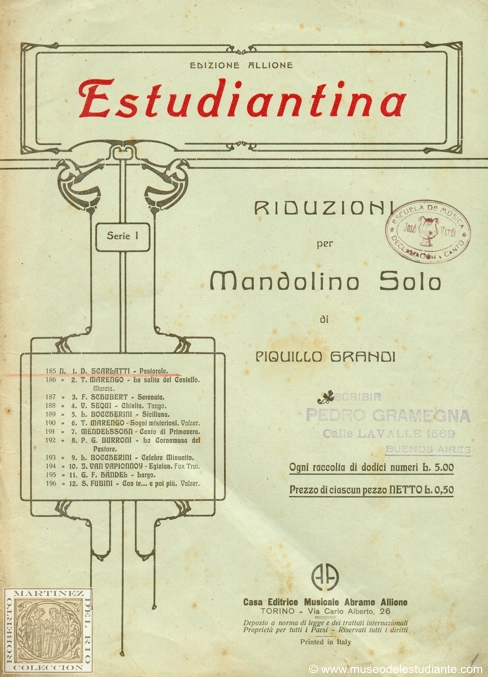 EDIZIONE ALLIONE
Estudiantina
RIDUZIONI
per
Mandolino Solo
di
PIQUILLO GRANDI
ESCUELA DE MUSICA
José Verdi
DECLAMACION y CANTO
Serie I
185 N. 1. D. SCARLATTI - Pastorale.
186 » 2. T. MARENGO - La salita del Castello.
Marcia.
187 » 3. F. SCHUBERT - Serenata.
188 » 4. V. SEQUI - Chinita. Tango.
189 » 5. L. BOCCHERINI - Siciliana.
190 » 6. T. MARENGO - Sogni misteriosi. Valzer.
191 » 7. MENDELSSOHN - Canto di Primavera.
192 » 8. P. G. BURRONI - La Cornamusa del
Pastore.
193 » 9. L. BOCCHERINI - Celebre Minuetto.
194 » 10. J. VAN VAPIONNOY - Egizian. Fox Trot.
195 » 11. G. F. HANDEL - Largo.
196 » 12. S. FUBINI - Con te... e poi più. Valzer.
ESCRIBIR
PEDRO GRAMEGNA
Calle LAVALLE 1569
BUENOS AIRES
Ogni raccolta di dodici numeri L. 5.00
Prezzo di ciascun pezzo NETTO L. 0,50
AA
Casa Editrice Musicale Abramo Allione
TORINO - Via Carlo Alberto, 26
Deposto a norma di legge e dei trattati internazionali
Proprietà per tutti i Paesi - Riservati tutti i diritti
Printed in Italy
ROBERTO
MARTINEZ
DEL RIO
COLECCION
© www.museodelestudiante.com